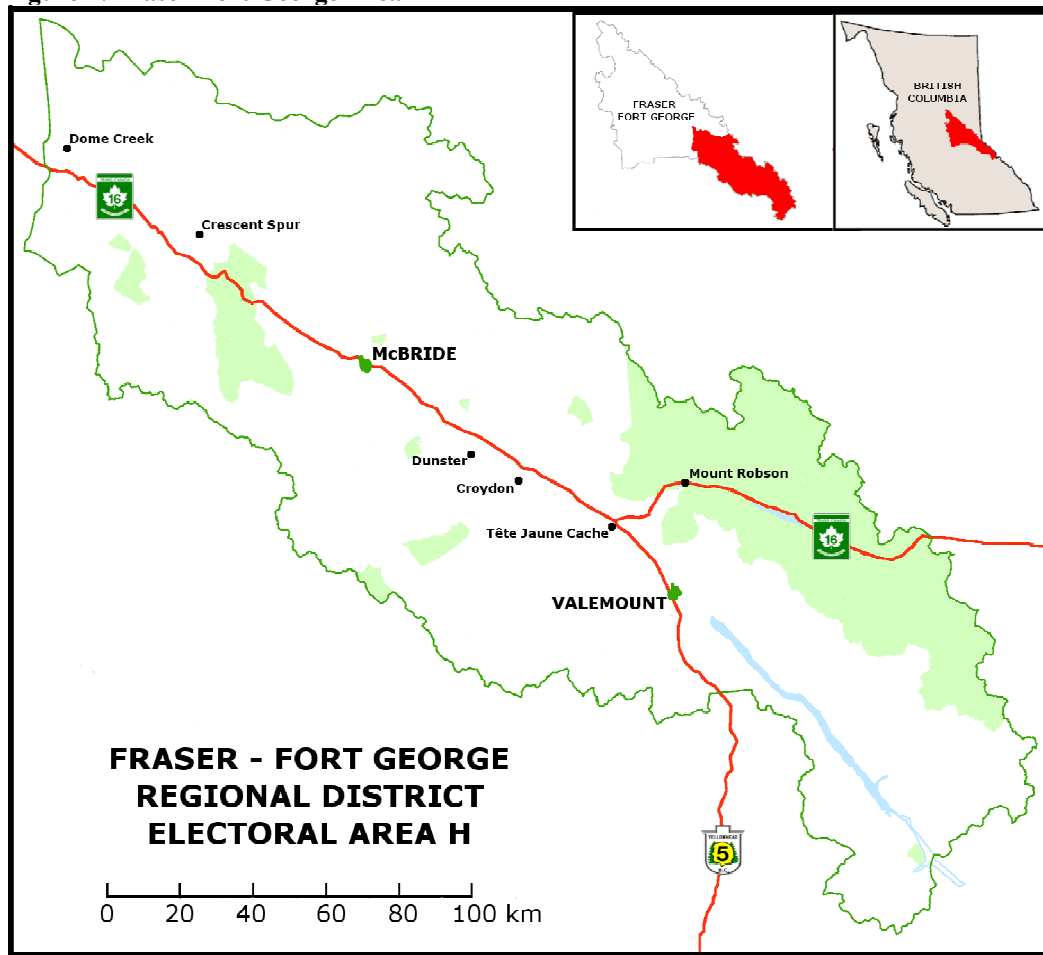 FRASER
FORT GEORGE
BRITISH
COLUMBIA
Dome Creek
16
Crescent Spur
McBRIDE
Dunster
Croydon
Mount Robson
Tête Jaune Cache
16
VALEMOUNT
FRASER - FORT GEORGE
REGIONAL DISTRICT
ELECTORAL AREA H
YELLOWHEAD
5
0 20 40 60 80 100 km